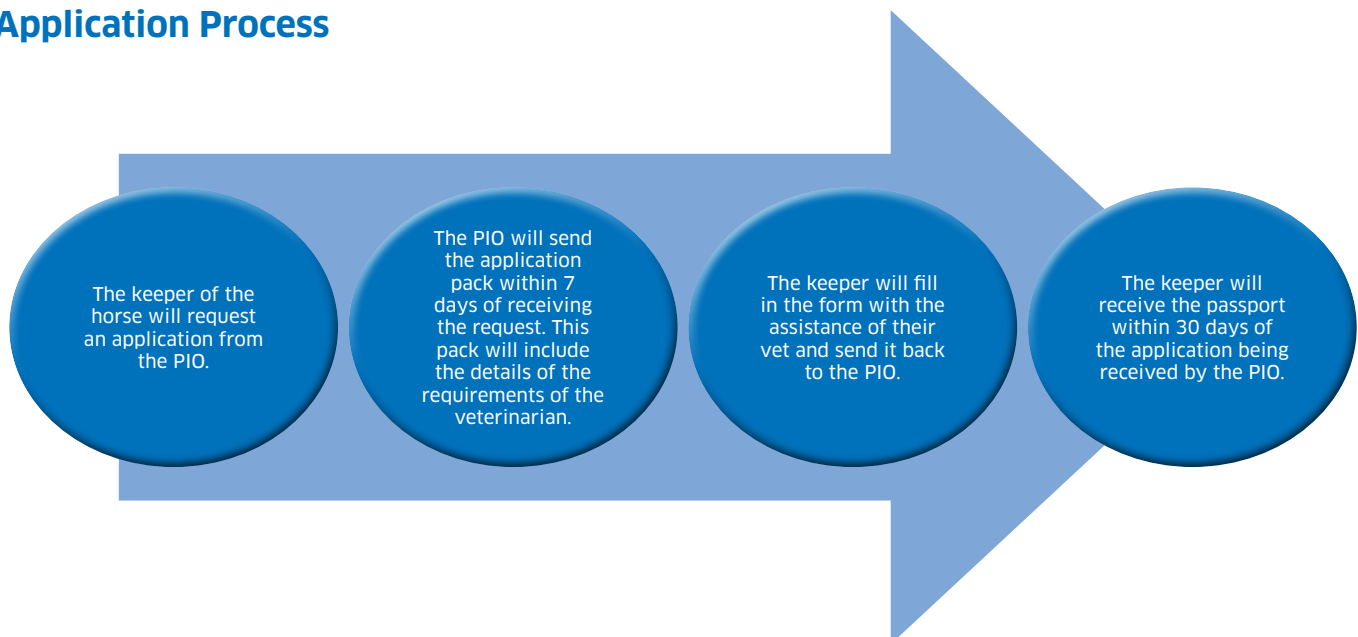 Application Process
The keeper of the
horse will request
an application from
the PIO.
The PIO will send
the application
pack within 7
days of receiving
the request. This
pack will include
the details of the
requirements of the
veterinarian.
The keeper will fill
in the form with the
assistance of their
vet and send it back
to the PIO.
The keeper will
receive the passport
within 30 days of
the application being
received by the PIO.